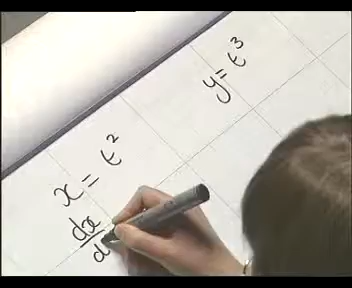 x = t²
y = t³
dx
d